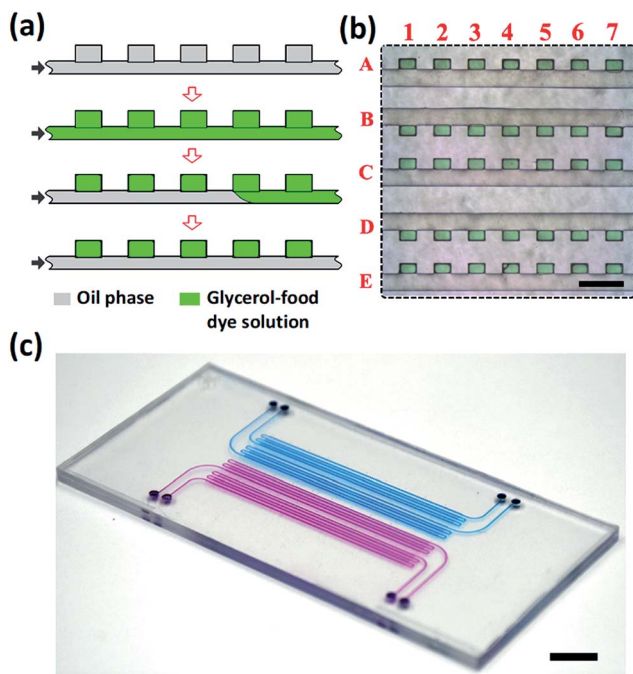 (a)
(b)
1 2 3 4 5 6 7
A
B
C
D
E
Oil phase
Glycerol-food
dye solution
(c)